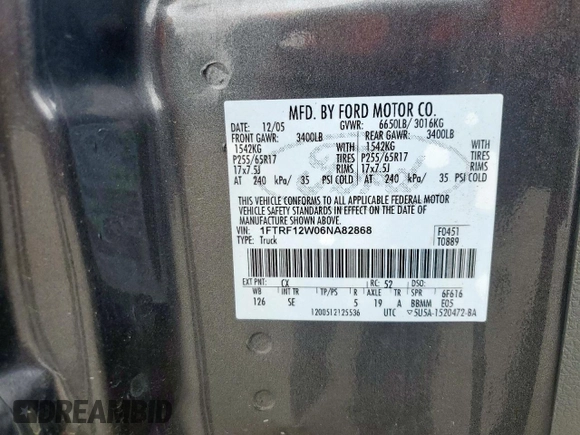 MFD. BY FORD MOTOR CO.
DATE: 12/05 GVWR: 6650LB/ 3016KG
FRONT GAWR: 3400LB REAR GAWR: 3400LB
1542KG WITH 1542KG WITH
P255/65R17 TIRES P255/65R17 TIRES
17x7.5J RIMS 17x7.5J RIMS
AT 240 kPa/ 35 PSI COLD AT 240 kPa/ 35 PSI COLD
THIS VEHICLE CONFORMS TO ALL APPLICABLE FEDERAL MOTOR
VEHICLE SAFETY STANDARDS IN EFFECT ON THE DATE OF
MANUFACTURE SHOWN ABOVE.
VIN: 1FTRF12W06NA82868 F0451
TYPE: Truck T0889
EXT PNT: CX RC: 52 DSO:
WB INT TR TP/PS R AXLE TR SPR 6F616
126 SE 5 19 A BBMM E05
1200512125536 UTC ▽5U5A-1520472-BA
DREAMBID